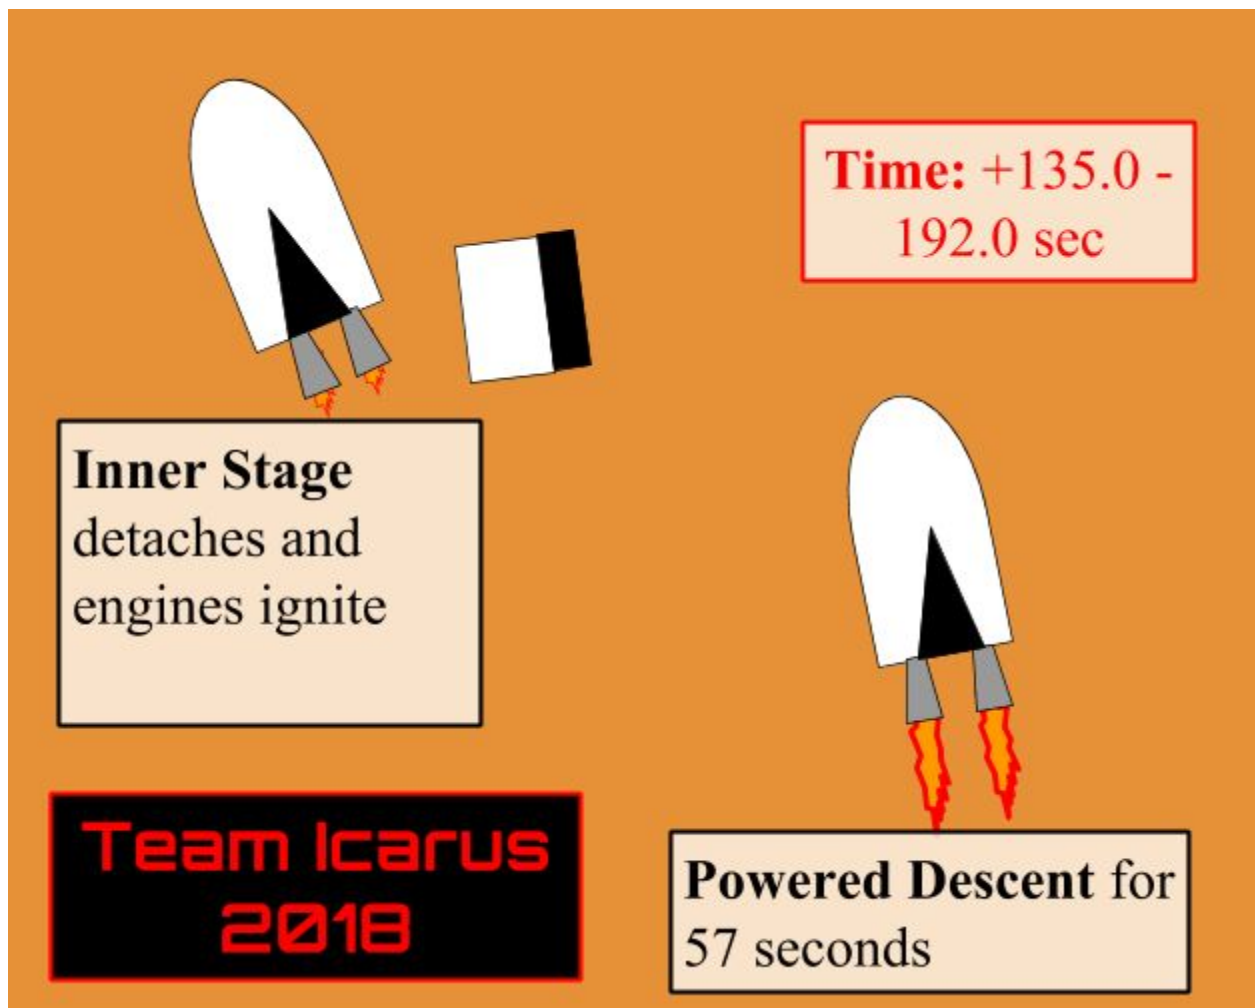 Time: +135.0 -
192.0 sec
Inner Stage
detaches and
engines ignite
Team Icarus
2018
Powered Descent for
57 seconds